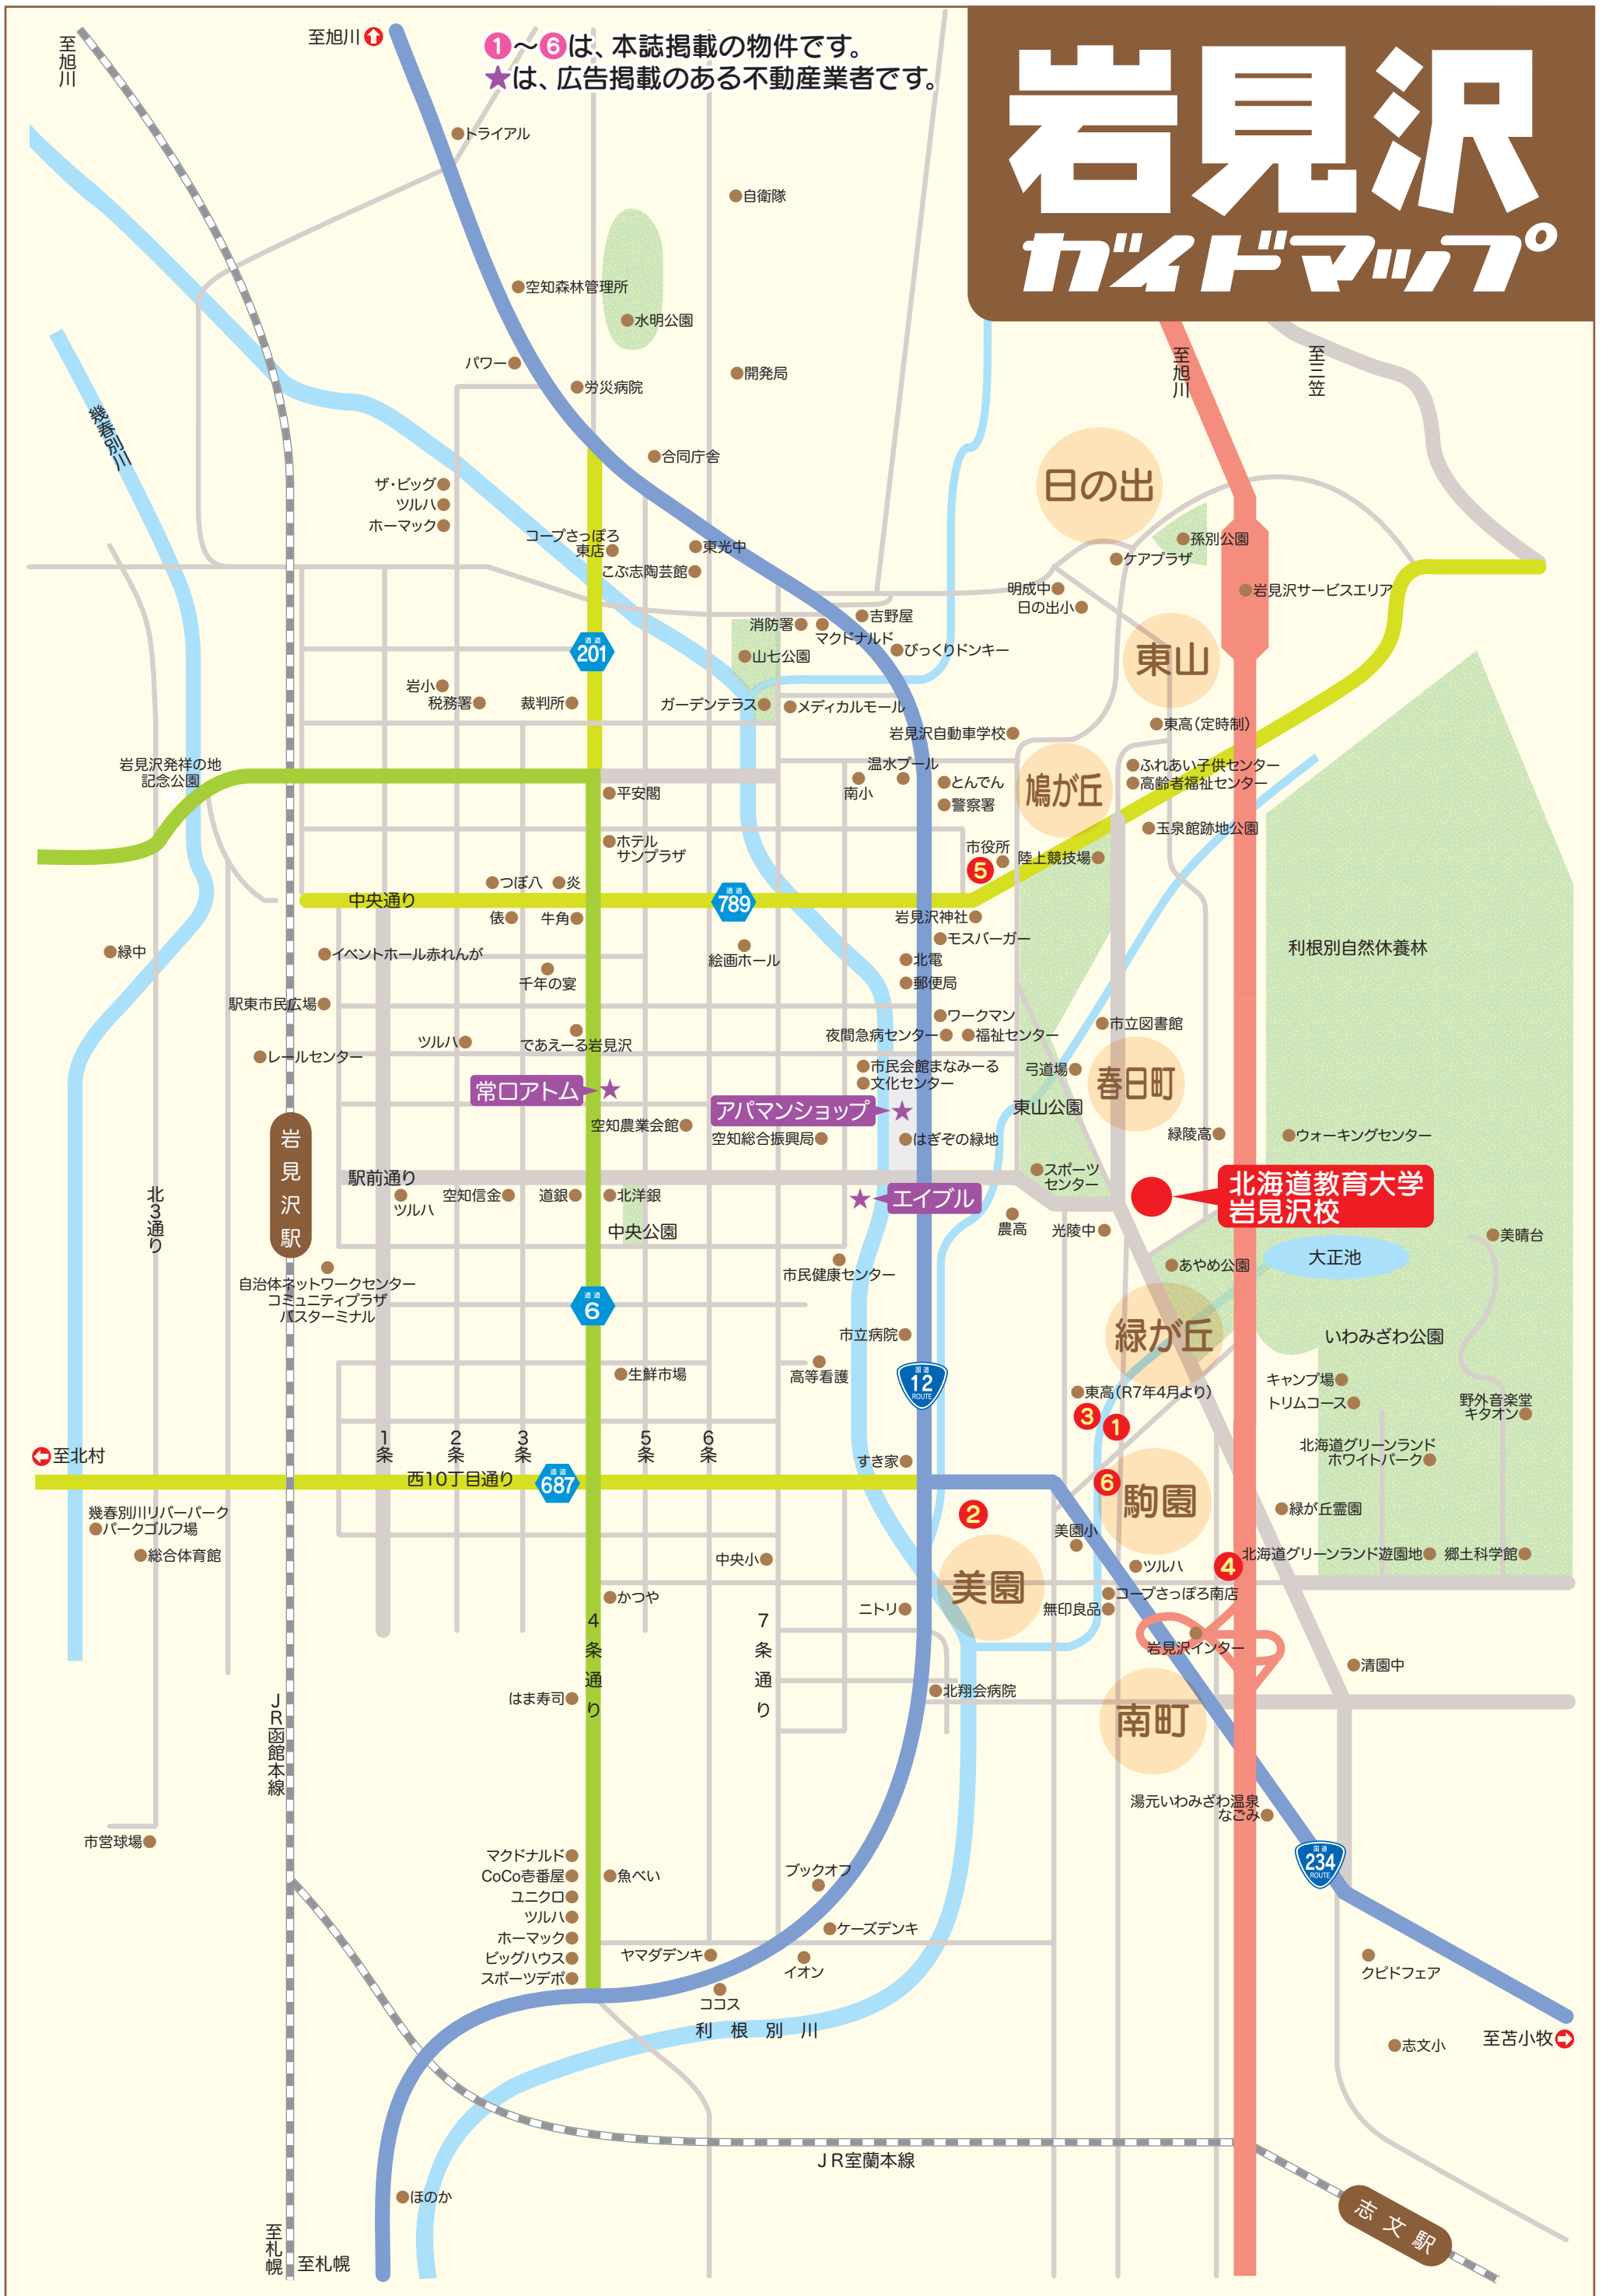 岩見沢
ガイドマップ
1～6は、本誌掲載の物件です。
★は、広告掲載のある不動産業者です。
至旭川
至旭川
至旭川
至三笠
トライアル
自衛隊
空知森林管理所
水明公園
パワー
労災病院
開発局
幾春別川
合同庁舎
日の出
ザ・ビッグ
ツルハ
ホーマック
コープさっぽろ
東店
東光中
こぶ志陶芸館
孫別公園
ケアプラザ
明成中
日の出小
岩見沢サービスエリア
消防署
吉野屋
マクドナルド
びっくりドンキー
山七公園
道道
201
東山
岩小
税務署
裁判所
ガーデンテラス
メディカルモール
東高（定時制）
岩見沢自動車学校
岩見沢発祥の地
記念公園
温水プール
南小
とんでん
警察署
鳩が丘
ふれあい子供センター
高齢者福祉センター
平安閣
ホテル
サンプラザ
玉泉館跡地公園
市役所
5
陸上競技場
つぼ八
炎
中央通り
道道
789
俵
牛角
岩見沢神社
モスバーガー
緑中
イベントホール赤れんが
絵画ホール
北電
利根別自然休養林
千年の宴
郵便局
駅東市民広場
ワークマン
市立図書館
ツルハ
であえーる岩見沢
夜間急病センター
福祉センター
レールセンター
市民会館まなみーる
文化センター
弓道場
春日町
常口アトム
アパマンショップ
東山公園
空知農業会館
空知総合振興局
はぎぞの緑地
緑陵高
ウォーキングセンター
岩見沢駅
駅前通り
スポーツ
センター
北海道教育大学
岩見沢校
北3通り
ツルハ
空知信金
道銀
北洋銀
エイブル
中央公園
農高
光陵中
美晴台
大正池
あやめ公園
自治体ネットワークセンター
コミュニティプラザ
バスターミナル
市民健康センター
道道
6
市立病院
緑が丘
いわみざわ公園
生鮮市場
高等看護
国道
12
ROUTE
キャンプ場
トリムコース
東高（R7年4月より）
野外音楽堂
キタオン
3
1
1条
2条
3条
5条
6条
北海道グリーンランド
ホワイトパーク
至北村
すき家
西10丁目通り
道道
687
6
駒園
2
緑が丘霊園
幾春別川リバーパーク
パークゴルフ場
総合体育館
美園小
中央小
ツルハ
4
北海道グリーンランド遊園地
郷土科学館
美園
かつや
コープさっぽろ南店
ニトリ
無印良品
4条通り
7条通り
岩見沢インター
清園中
北翔会病院
はま寿司
南町
JR函館本線
湯元いわみざわ温泉
なごみ
市営球場
国道
234
ROUTE
マクドナルド
CoCo壱番屋
ユニクロ
ツルハ
ホーマック
ビッグハウス
スポーツデポ
魚べい
ブックオフ
ケーズデンキ
ヤマダデンキ
イオン
ココス
クピドフェア
利根別川
志文小
至苫小牧
JR室蘭本線
ほのか
志文駅
至札幌
至札幌